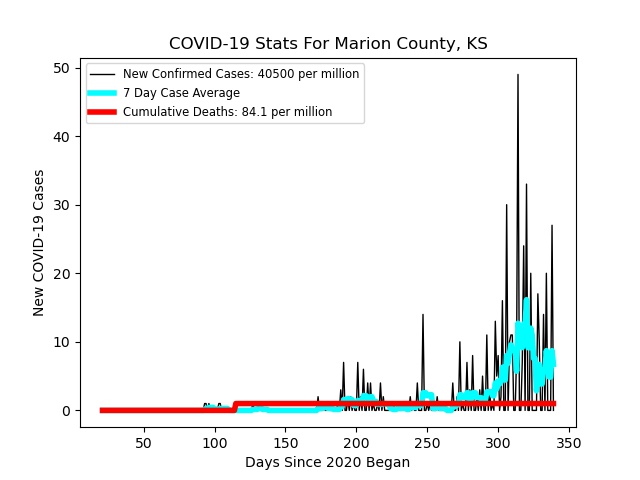 COVID-19 Stats For Marion County, KS
New Confirmed Cases: 40500 per million
7 Day Case Average
Cumulative Deaths: 84.1 per million
New COVID-19 Cases
50
40
30
20
10
0
50 100 150 200 250 300 350
Days Since 2020 Began